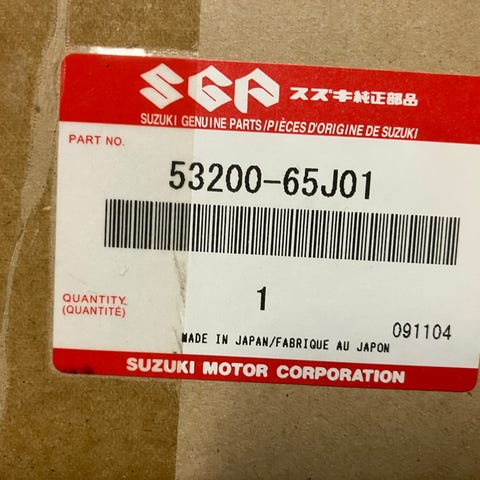 SGP スズキ純正部品
SUZUKI GENUINE PARTS/PIÈCES D'ORIGINE DE SUZUKI
PART NO.
53200-65J01
QUANTITY
(QUANTITÉ)
1
091104
MADE IN JAPAN/FABRIQUE AU JAPON
SUZUKI MOTOR CORPORATION